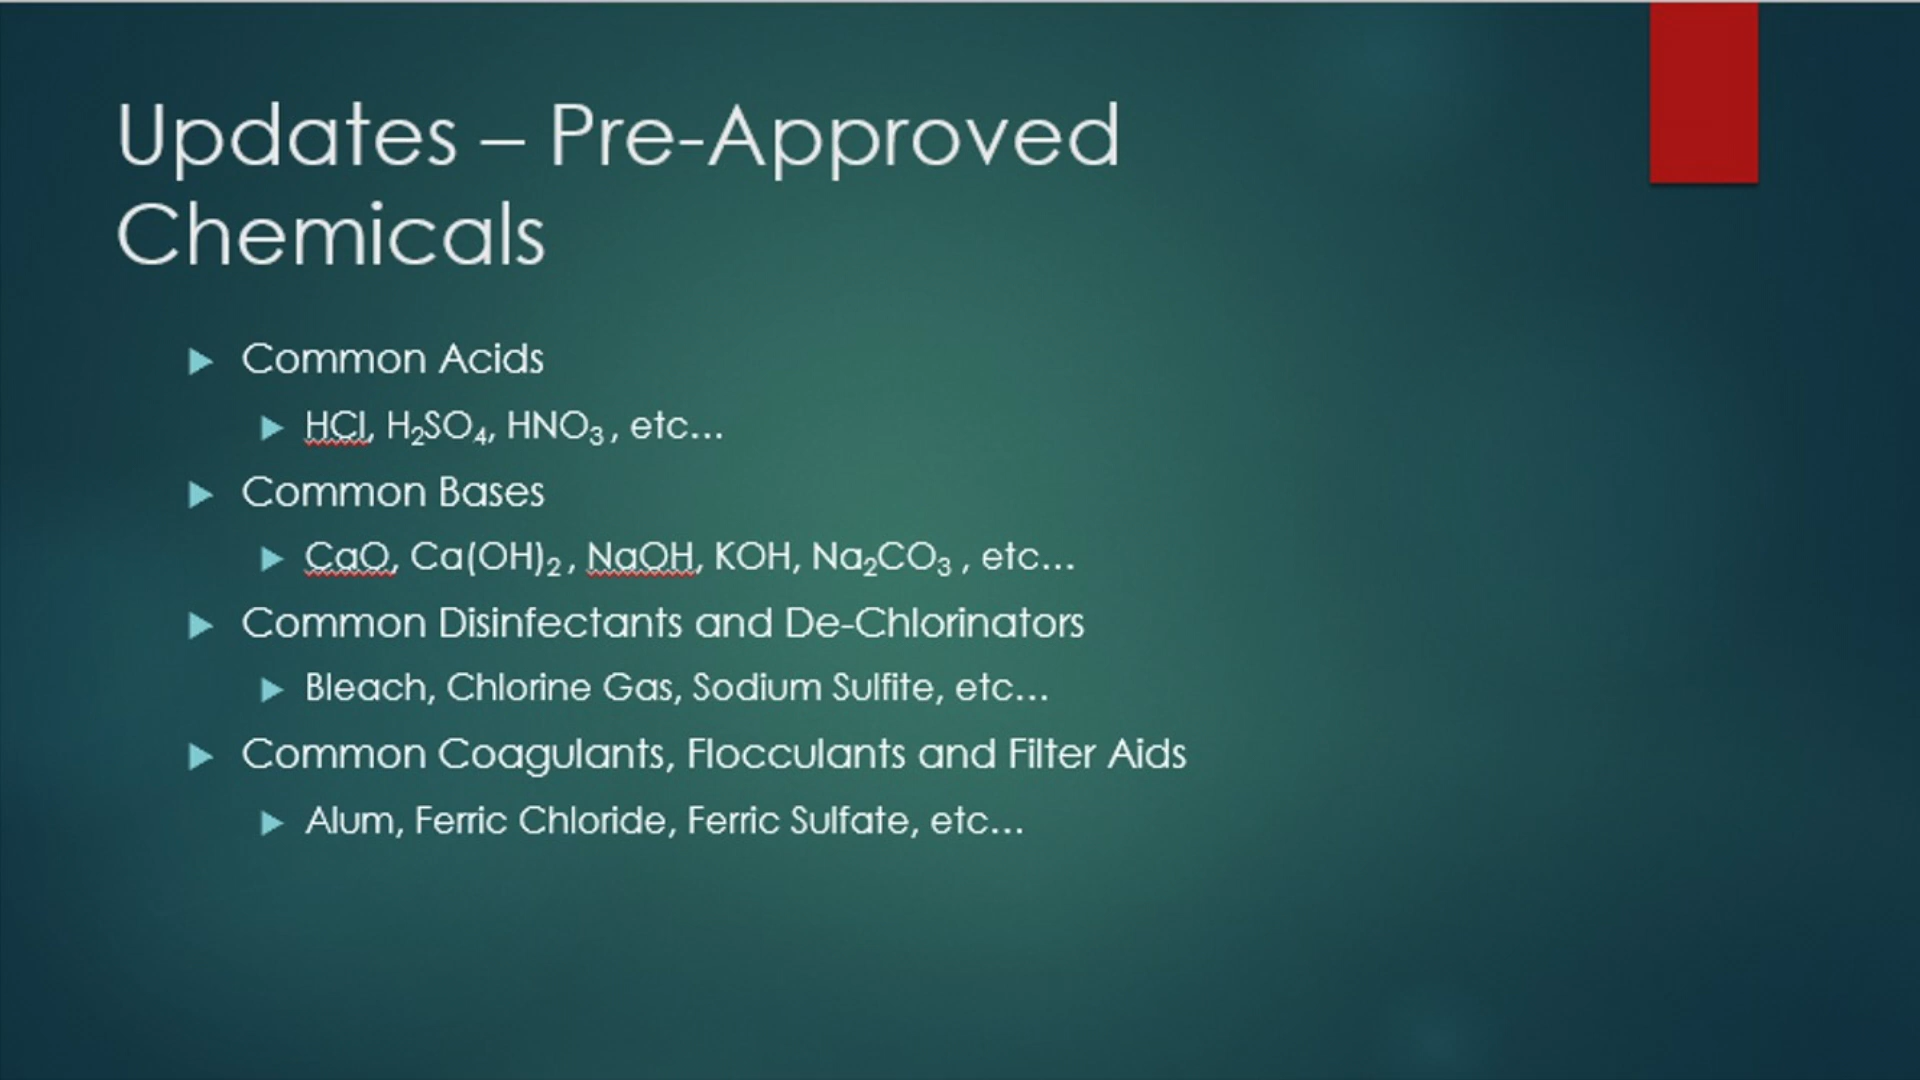 Updates – Pre-Approved
Chemicals
Common Acids
HCl, H₂SO₄, HNO₃ , etc…
Common Bases
CaO, Ca(OH)₂ , NaOH, KOH, Na₂CO₃ , etc…
Common Disinfectants and De-Chlorinators
Bleach, Chlorine Gas, Sodium Sulfite, etc…
Common Coagulants, Flocculants and Filter Aids
Alum, Ferric Chloride, Ferric Sulfate, etc…